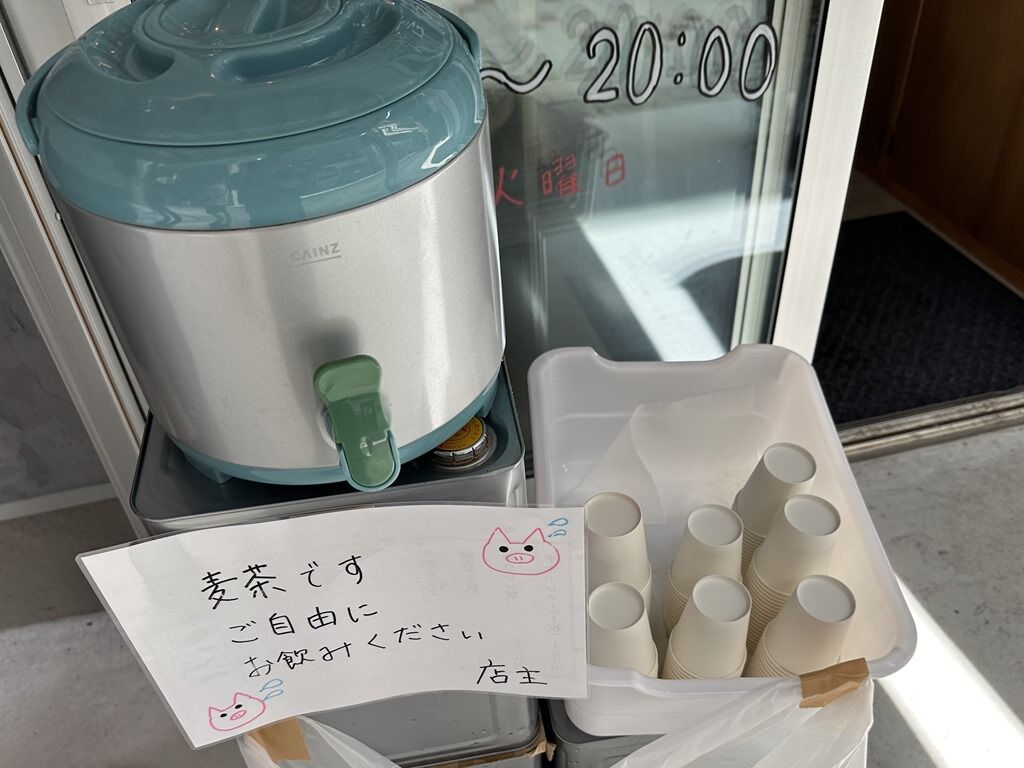 〜20:00
火曜日
CAINZ
麦茶です
ご自由に
お飲みください
店主